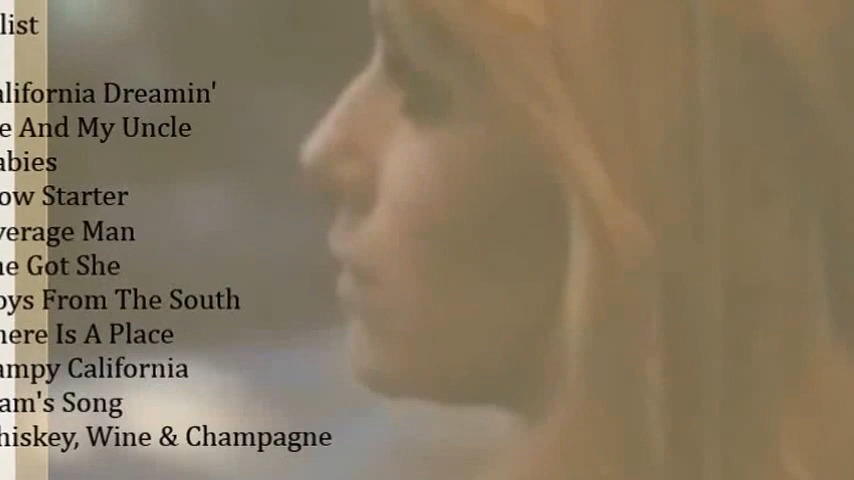 list
alifornia Dreamin'
e And My Uncle
abies
ow Starter
verage Man
he Got She
oys From The South
here Is A Place
ampy California
am's Song
hiskey, Wine & Champagne